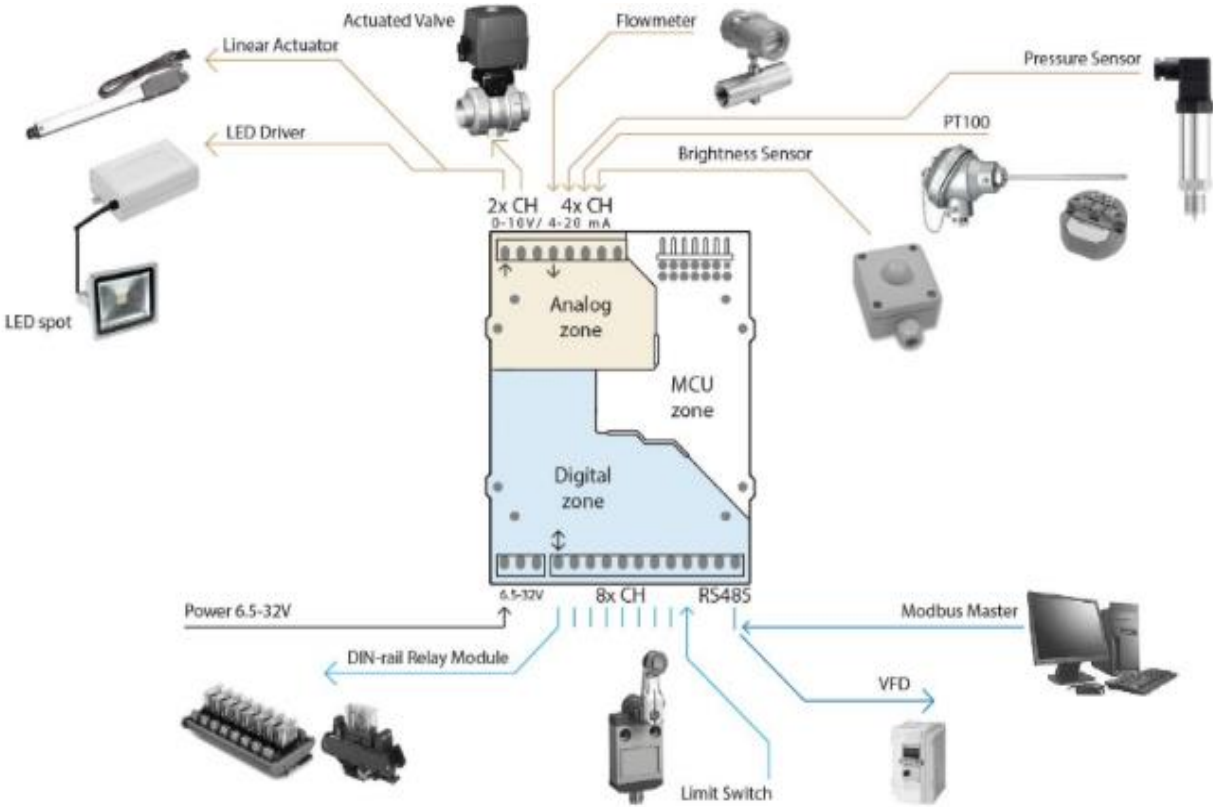 Actuated Valve
Flowmeter
Linear Actuator
Pressure Sensor
LED Driver
PT100
Brightness Sensor
2x CH 4x CH
0-10V/ 4-20 mA
LED spot
Analog
zone
MCU
zone
Digital
zone
6.5-32V 8x CH RS485
Power 6.5-32V
Modbus Master
DIN-rail Relay Module
VFD
Limit Switch